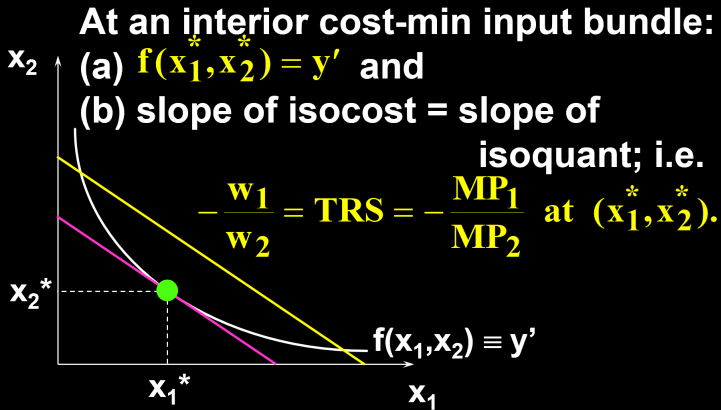 At an interior cost-min input bundle:
(a) f(x₁*,x₂*) = y′ and
(b) slope of isocost = slope of
isoquant; i.e.
−w₁/w₂ = TRS = −MP₁/MP₂ at (x₁*,x₂*).
x₂
x₂*
f(x₁,x₂) ≡ y’
x₁*
x₁